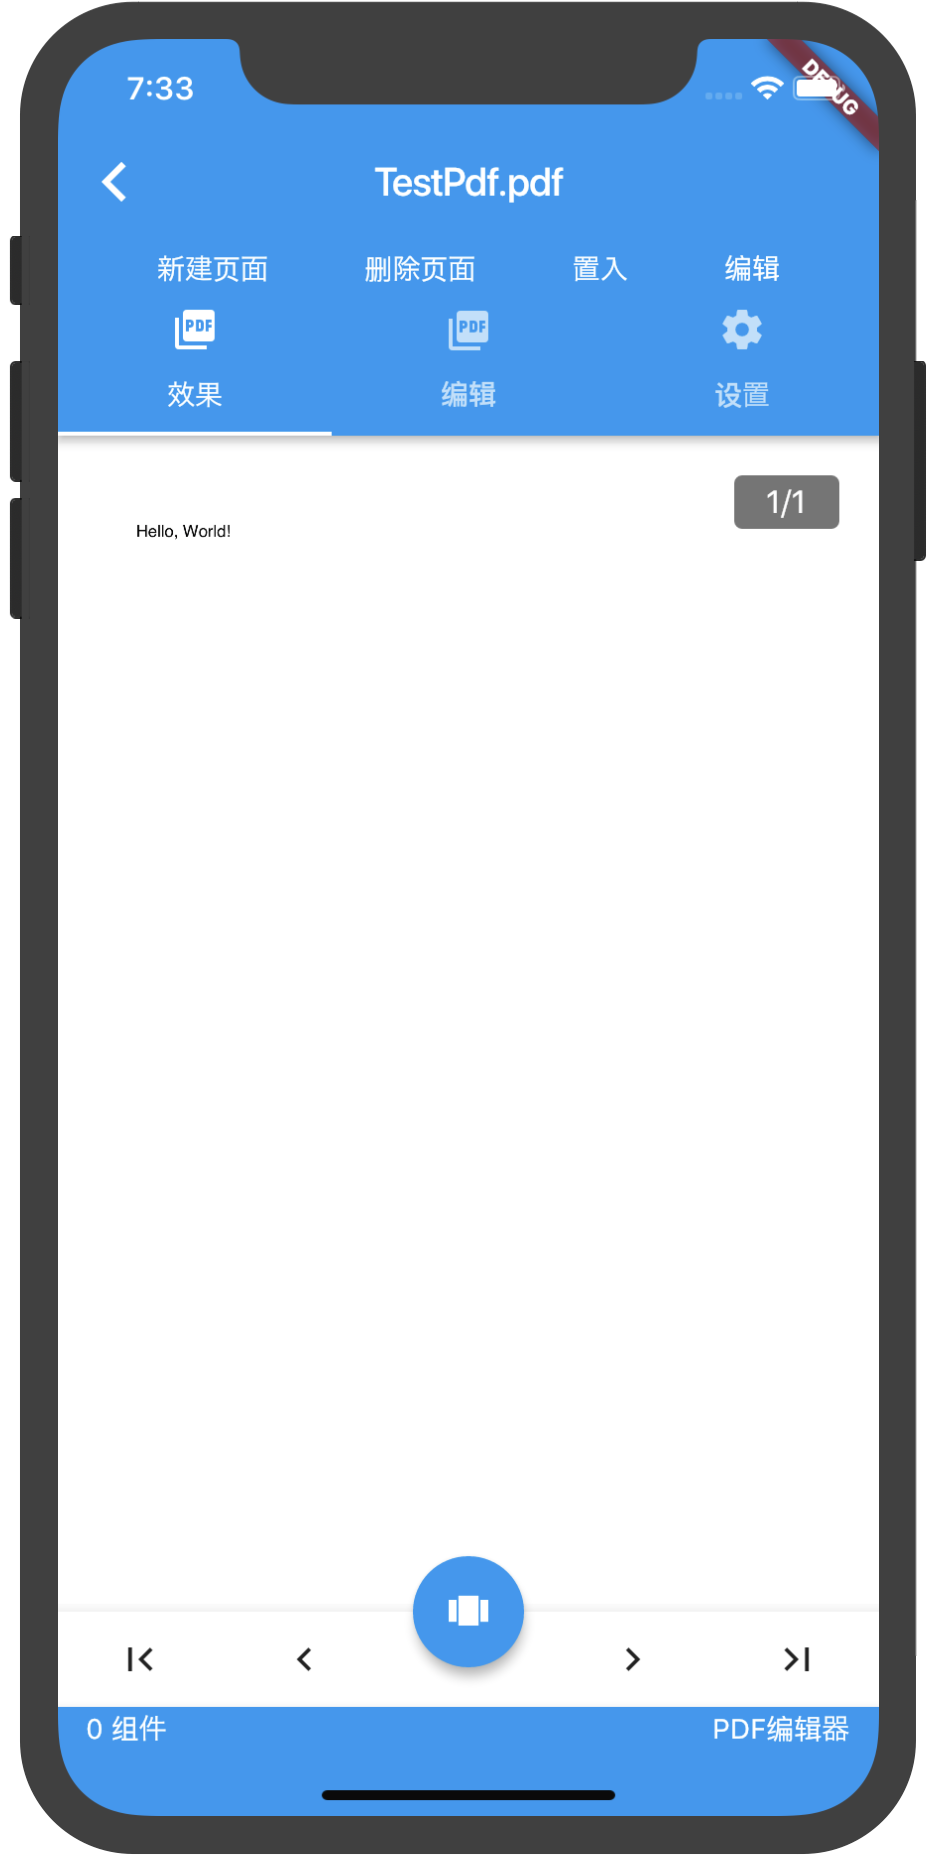 7:33
DEBUG
TestPdf.pdf
新建页面 删除页面 置入 编辑
PDF PDF
效果 编辑 设置
1/1
Hello, World!
0 组件 PDF编辑器